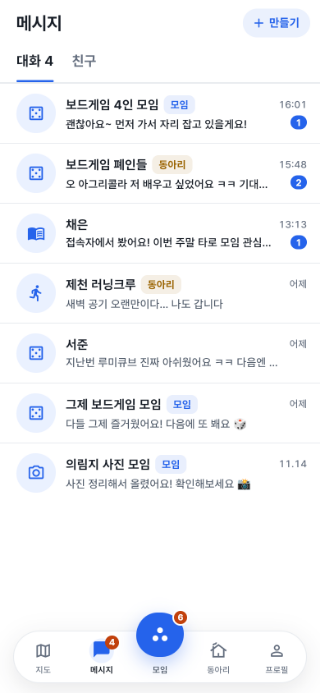 메시지
+ 만들기
대화 4
친구
보드게임 4인 모임 모임 16:01
괜찮아요~ 먼저 가서 자리 잡고 있을게요! 1
보드게임 폐인들 동아리 15:48
오 아그리콜라 저 배우고 싶었어요 ㅋㅋ 기대... 2
채은 13:13
접속자에서 봤어요! 이번 주말 타로 모임 관심... 1
제천 러닝크루 동아리 어제
새벽 공기 오랜만이다... 나도 갑니다
서준 어제
지난번 루미큐브 진짜 아쉬웠어요 ㅋㅋ 다음엔 ...
그제 보드게임 모임 모임 어제
다들 그제 즐거웠어요! 다음에 또 봐요 🎲
의림지 사진 모임 모임 11.14
사진 정리해서 올렸어요! 확인해보세요 📸
4
6
지도 메시지 모임 동아리 프로필